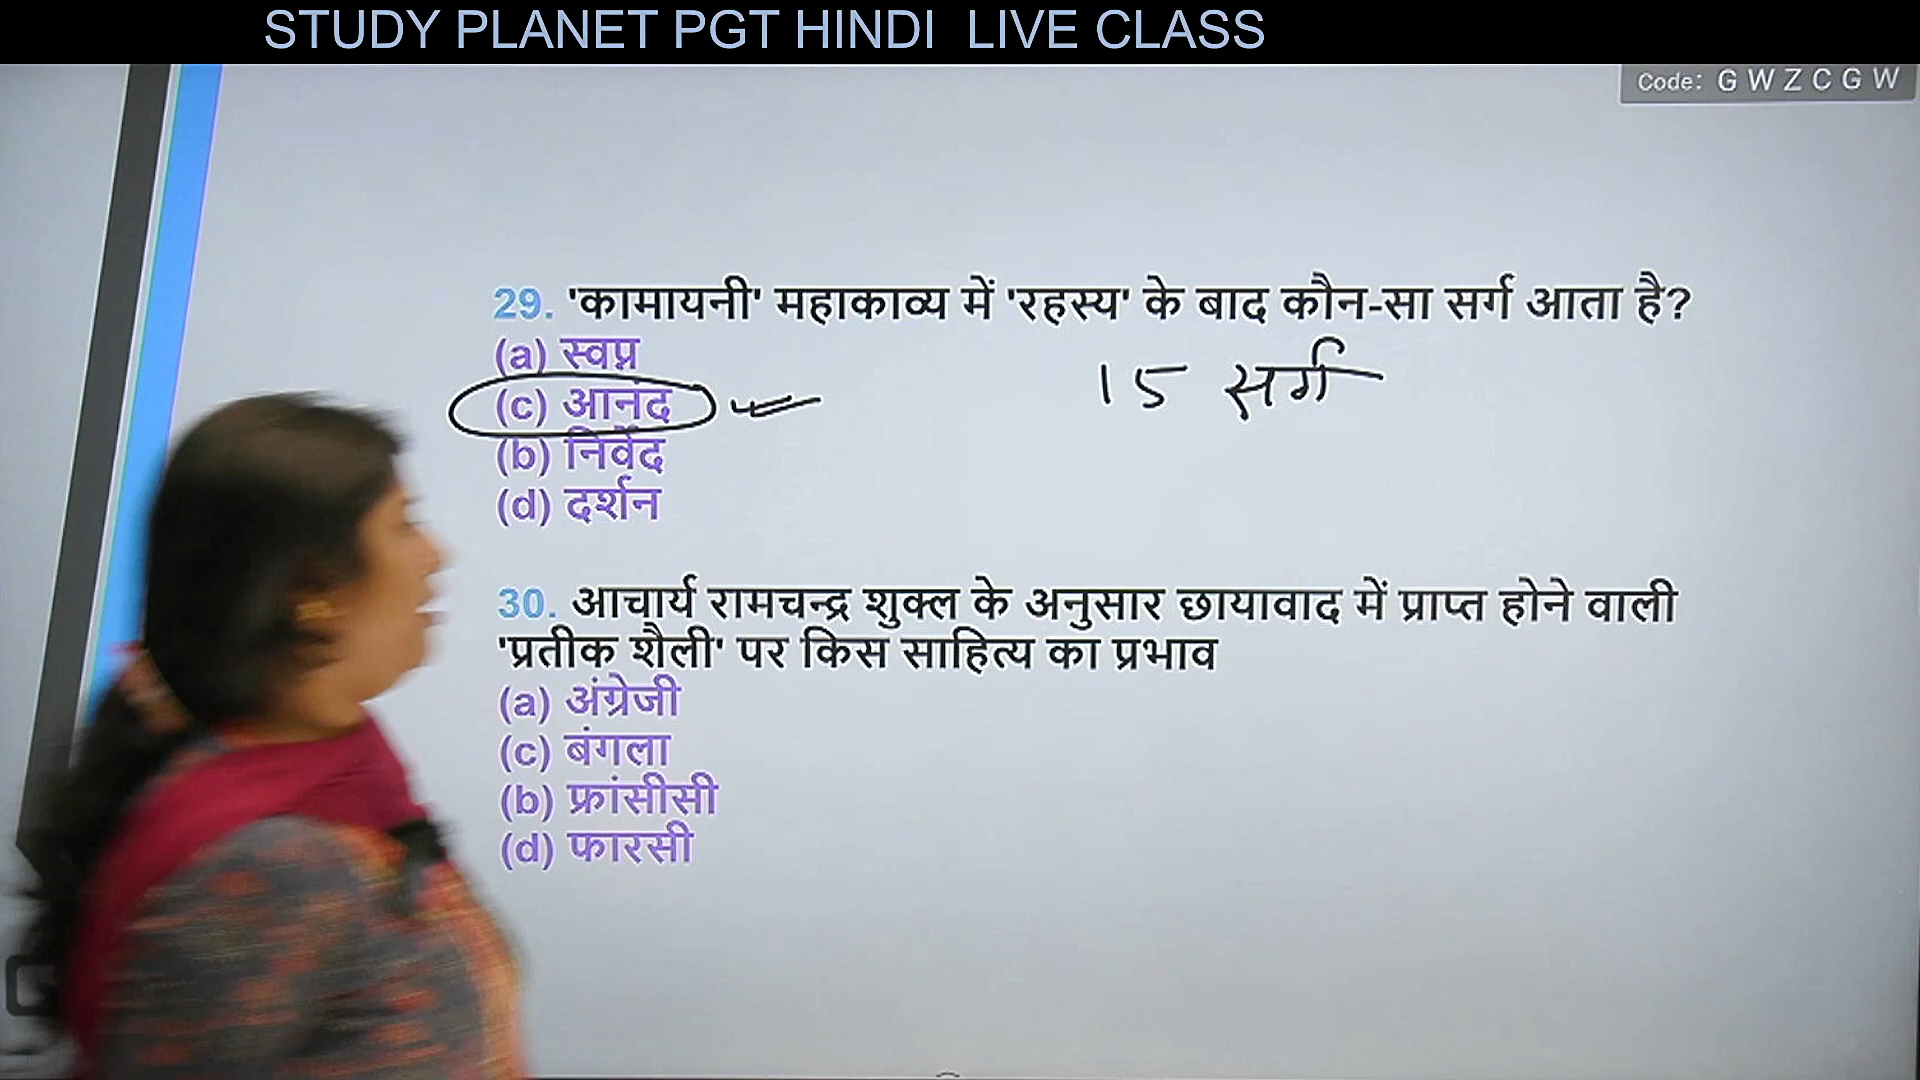 STUDY PLANET PGT HINDI LIVE CLASS
Code: G W Z C G W
29. 'कामायनी' महाकाव्य में 'रहस्य' के बाद कौन-सा सर्ग आता है?
(a) स्वप्न
15 सर्ग
(c) आनंद
(b) निर्वेद
(d) दर्शन
30. आचार्य रामचन्द्र शुक्ल के अनुसार छायावाद में प्राप्त होने वाली
'प्रतीक शैली' पर किस साहित्य का प्रभाव
(a) अंग्रेजी
(c) बंगला
(b) फ्रांसीसी
(d) फारसी